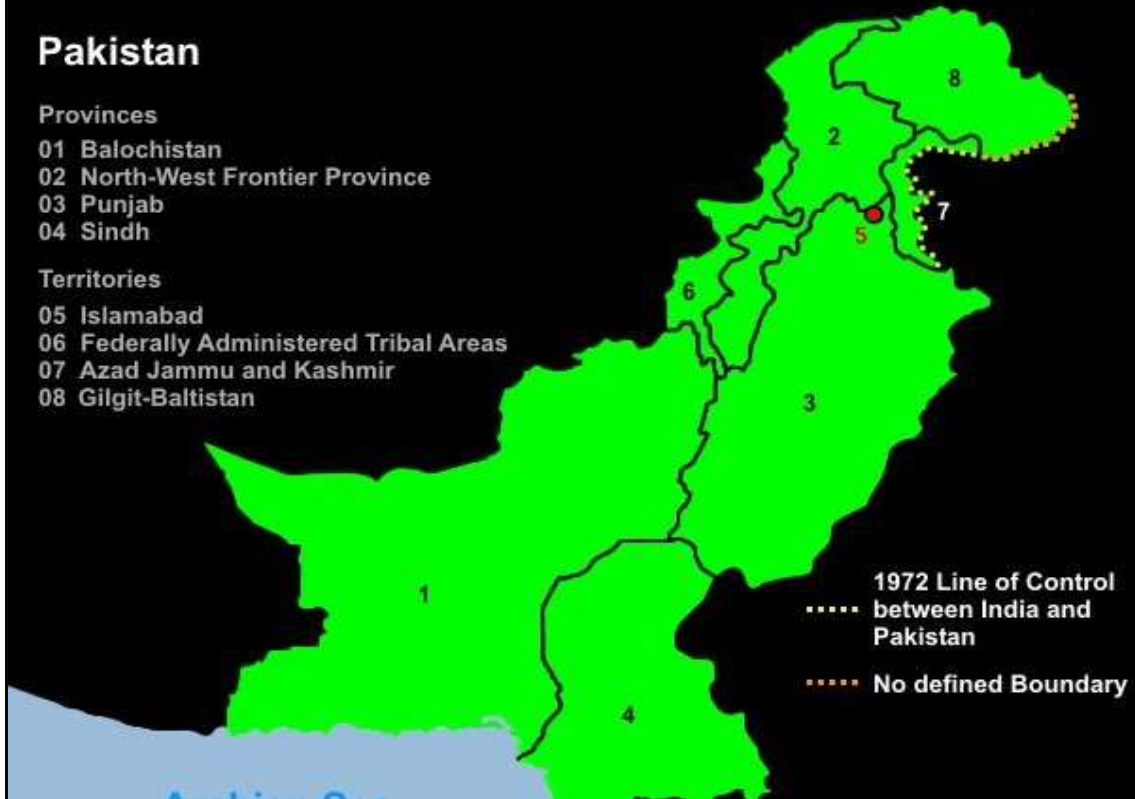 Pakistan
Provinces
01 Balochistan
02 North-West Frontier Province
03 Punjab
04 Sindh
Territories
05 Islamabad
06 Federally Administered Tribal Areas
07 Azad Jammu and Kashmir
08 Gilgit-Baltistan
8
2
7
5
6
3
1
4
1972 Line of Control
between India and
Pakistan
No defined Boundary
Arabian Sea